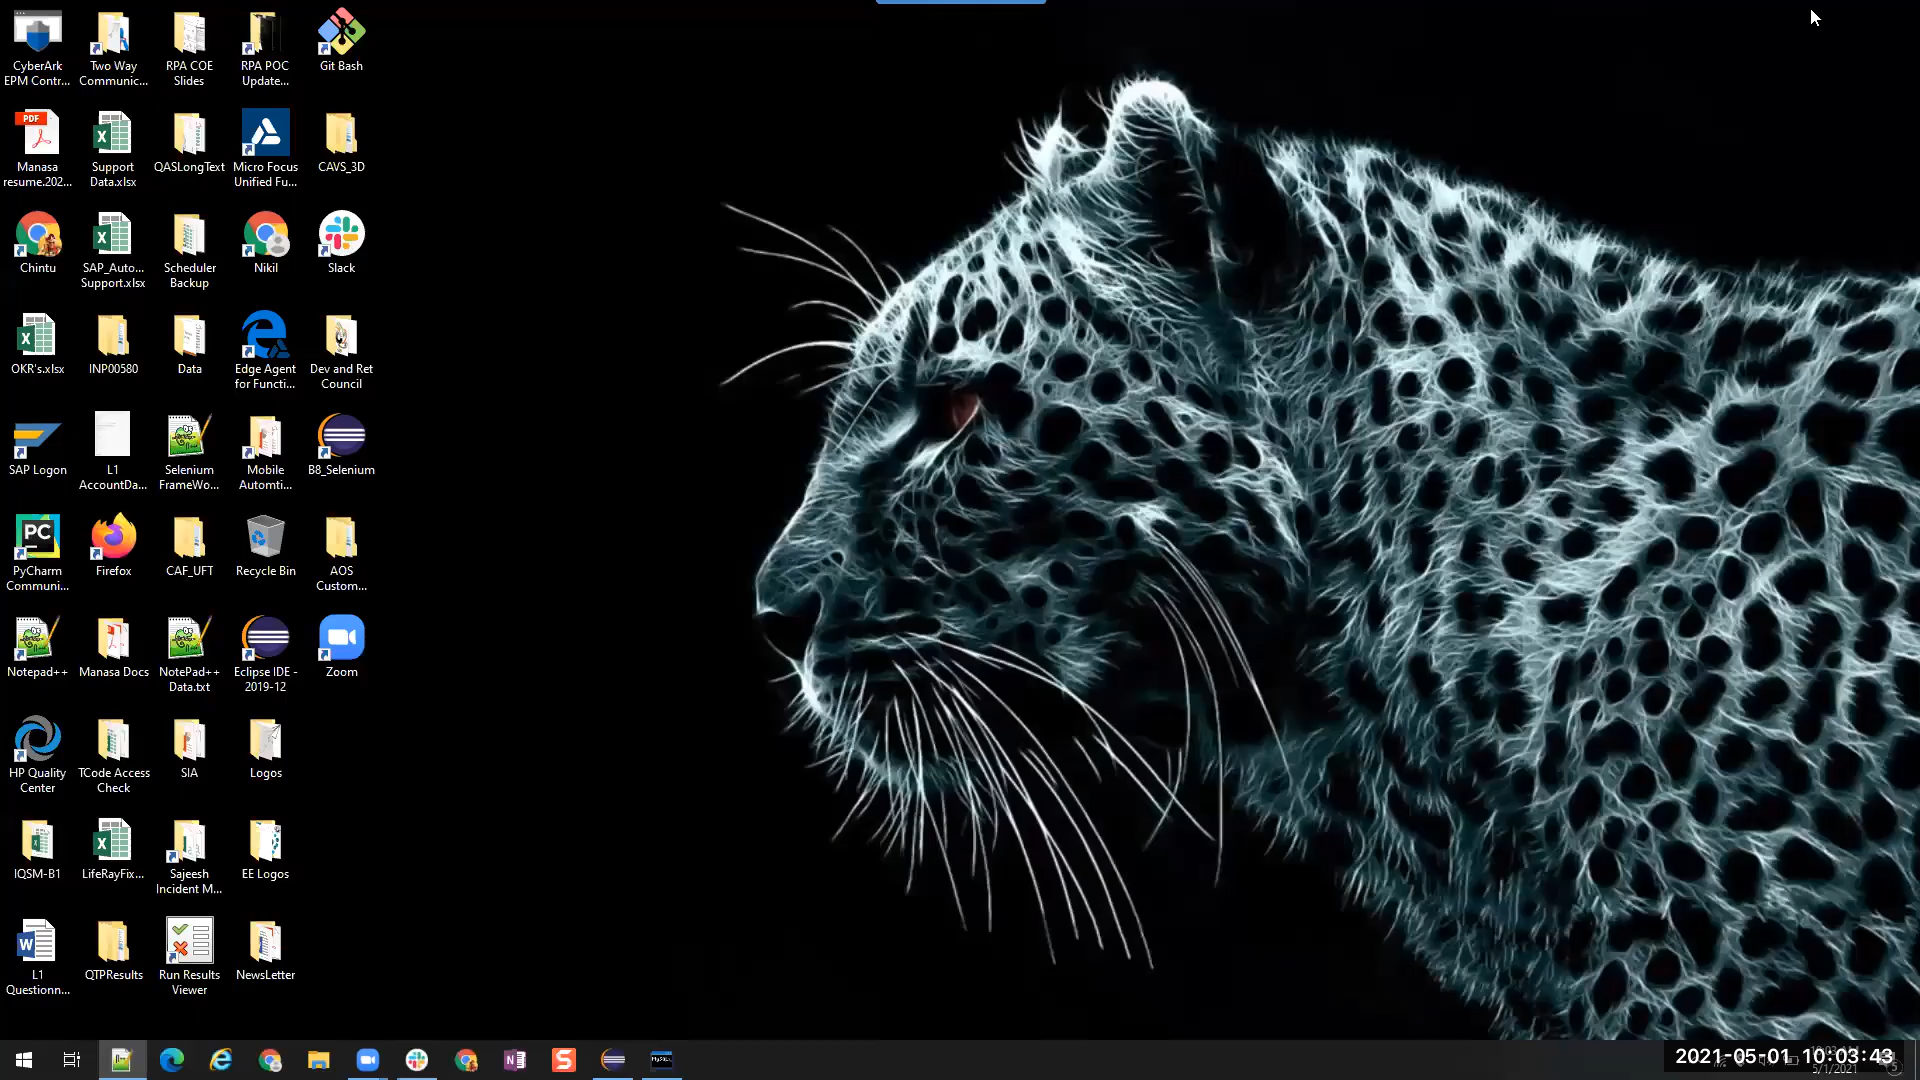 CyberArk
EPM Contr...
Two Way
Communic...
RPA COE
Slides
RPA POC
Update...
Git Bash
PDF
Manasa
resume.202...
Support
Data.xlsx
QASLongText
Micro Focus
Unified Fu...
CAVS_3D
Chintu
SAP_Auto...
Support.xlsx
Scheduler
Backup
Nikil
Slack
OKR's.xlsx
INP00580
Data
Edge Agent
for Functi...
Dev and Ret
Council
SAP Logon
L1
AccountDa...
Selenium
FrameWo...
Mobile
Automti...
B8_Selenium
PC
PyCharm
Communi...
Firefox
CAF_UFT
Recycle Bin
AOS
Custom...
Notepad++
Manasa Docs
NotePad++
Data.txt
Eclipse IDE -
2019-12
Zoom
HP Quality
Center
TCode Access
Check
SIA
Logos
IQSM-B1
LifeRayFix...
Sajeesh
Incident M...
EE Logos
L1
Questionn...
QTPResults
Run Results
Viewer
NewsLetter
2021-05-01 10:03:43
5/1/2021